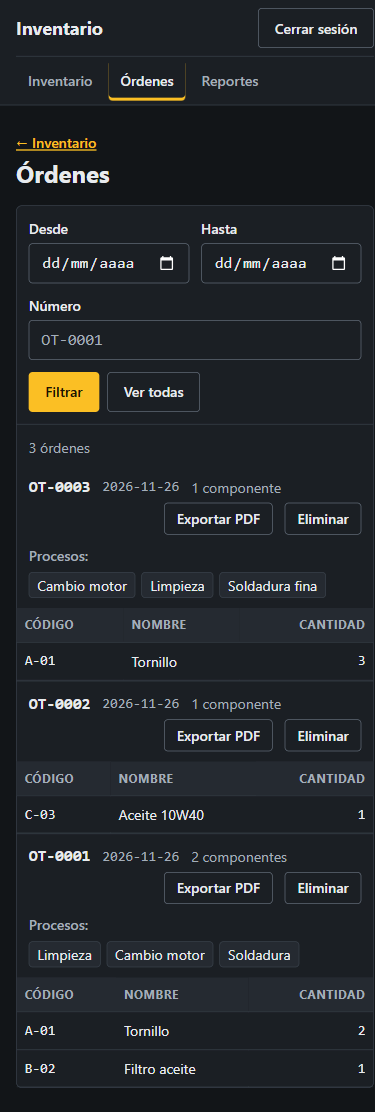 Inventario Cerrar sesión
Inventario Órdenes Reportes
← Inventario
Órdenes
Desde Hasta
dd/mm/aaaa dd/mm/aaaa
Número
OT-0001
Filtrar Ver todas
3 órdenes
OT-0003 2026-11-26 1 componente
Exportar PDF Eliminar
Procesos:
Cambio motor Limpieza Soldadura fina
CÓDIGO NOMBRE CANTIDAD
A-01 Tornillo 3
OT-0002 2026-11-26 1 componente
Exportar PDF Eliminar
CÓDIGO NOMBRE CANTIDAD
C-03 Aceite 10W40 1
OT-0001 2026-11-26 2 componentes
Exportar PDF Eliminar
Procesos:
Limpieza Cambio motor Soldadura
CÓDIGO NOMBRE CANTIDAD
A-01 Tornillo 2
B-02 Filtro aceite 1